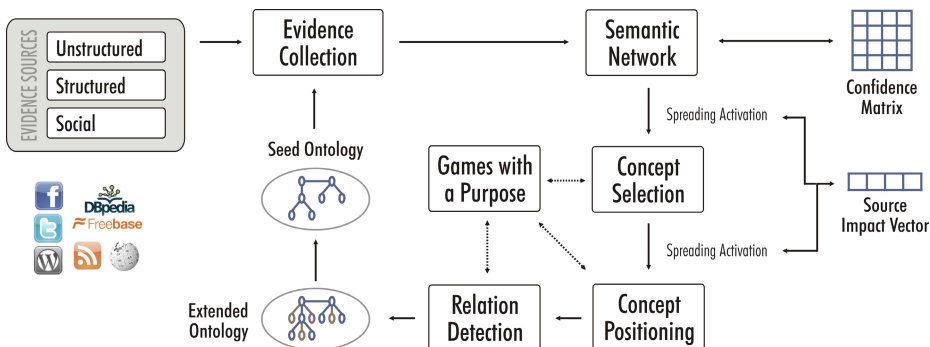 EVIDENCE SOURCES
Unstructured
Structured
Social
Evidence
Collection
Semantic
Network
Confidence
Matrix
Spreading Activation
Seed Ontology
Games with
a Purpose
Concept
Selection
Source
Impact Vector
DBpedia
Freebase
Spreading Activation
Extended
Ontology
Relation
Detection
Concept
Positioning